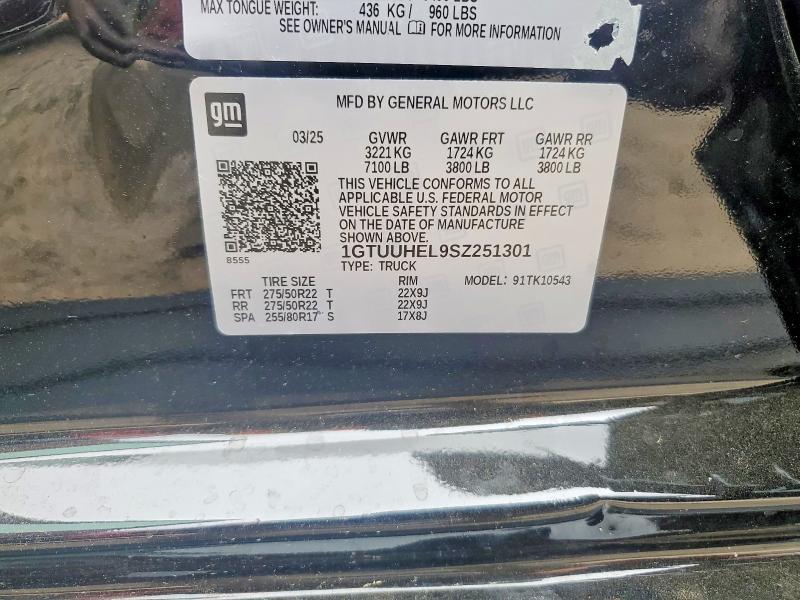 MAX TONGUE WEIGHT: 436 KG/ 960 LBS
SEE OWNER'S MANUAL FOR MORE INFORMATION
gm
MFD BY GENERAL MOTORS LLC
03/25 GVWR GAWR FRT GAWR RR
3221 KG 1724 KG 1724 KG
7100 LB 3800 LB 3800 LB
THIS VEHICLE CONFORMS TO ALL
APPLICABLE U.S. FEDERAL MOTOR
VEHICLE SAFETY STANDARDS IN EFFECT
ON THE DATE OF MANUFACTURE
SHOWN ABOVE.
1GTUUHEL9SZ251301
8555
TYPE: TRUCK
TIRE SIZE RIM MODEL: 91TK10543
FRT 275/50R22 T 22X9J
RR 275/50R22 T 22X9J
SPA 255/80R17 S 17X8J